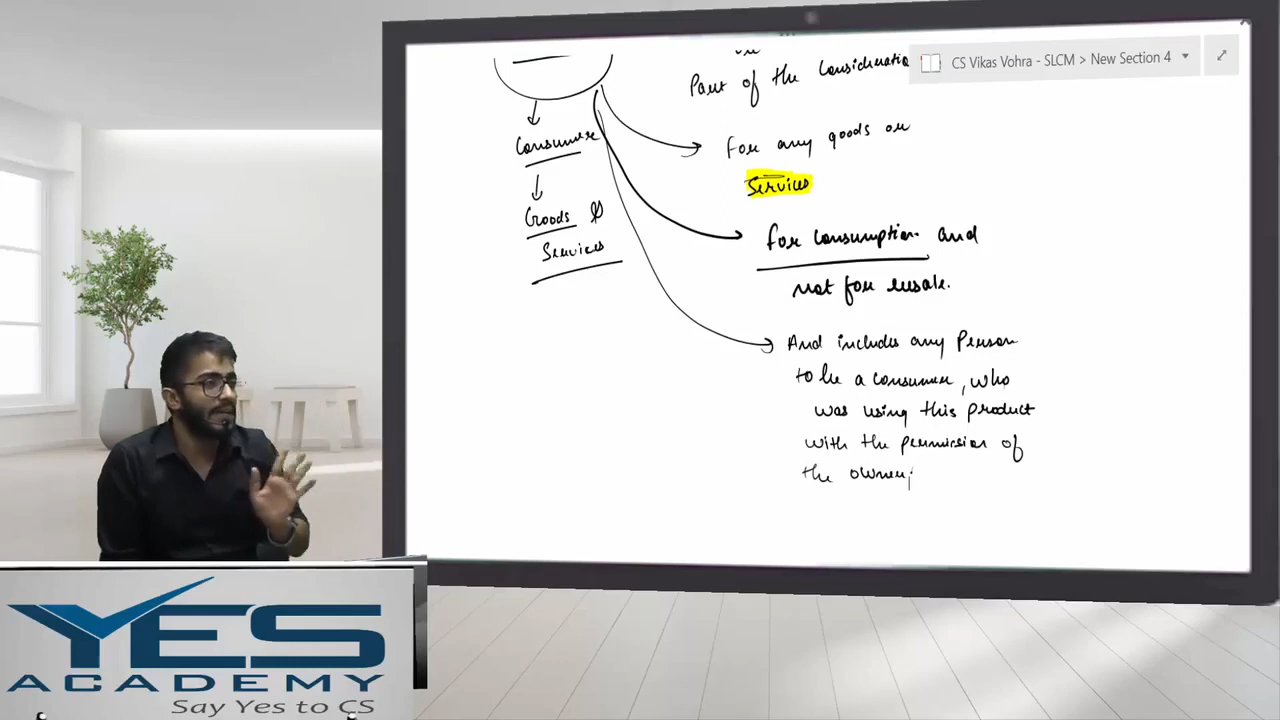 Part of the Consideration
CS Vikas Vohra - SLCM > New Section 4
Consumer
For any goods or
Services
Goods &
Services
for consumption and
not for resale.
And includes any Person
to be a consumer, who
was using this product
with the permission of
the owner;
YES
ACADEMY
Say Yes to CS